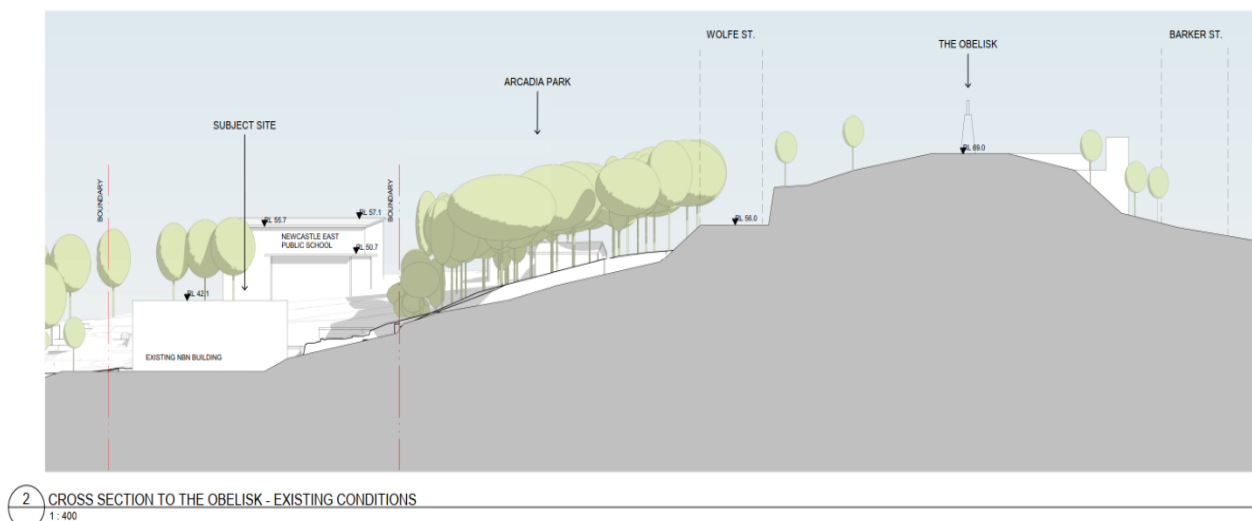 WOLFE ST.
BARKER ST.
THE OBELISK
ARCADIA PARK
SUBJECT SITE
RL 69.0
BOUNDARY
BOUNDARY
RL 57.1
RL 55.7
RL 56.0
NEWCASTLE EAST
PUBLIC SCHOOL
RL 50.7
RL 42.1
EXISTING NBN BUILDING
2
CROSS SECTION TO THE OBELISK - EXISTING CONDITIONS
1 : 400